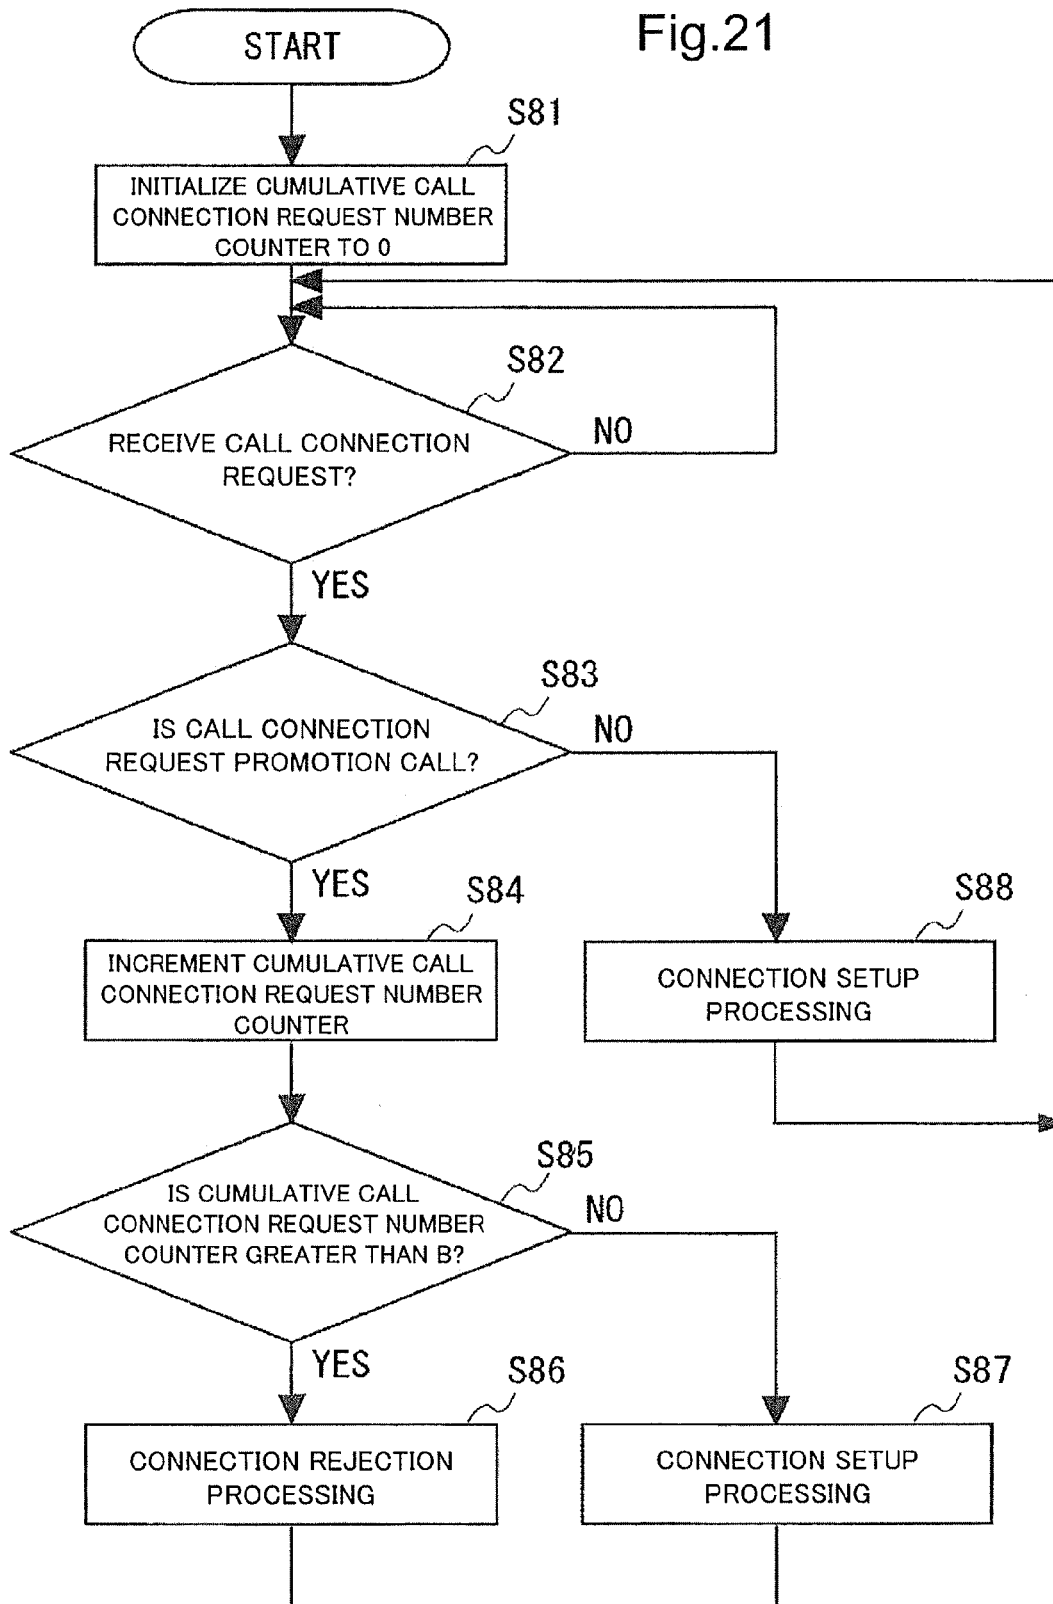 Fig.21
START
S81
INITIALIZE CUMULATIVE CALL
CONNECTION REQUEST NUMBER
COUNTER TO 0
S82
RECEIVE CALL CONNECTION
REQUEST?
NO
YES
S83
IS CALL CONNECTION
REQUEST PROMOTION CALL?
NO
YES
S84
INCREMENT CUMULATIVE CALL
CONNECTION REQUEST NUMBER
COUNTER
S88
CONNECTION SETUP
PROCESSING
S85
IS CUMULATIVE CALL
CONNECTION REQUEST NUMBER
COUNTER GREATER THAN B?
NO
YES
S86
CONNECTION REJECTION
PROCESSING
S87
CONNECTION SETUP
PROCESSING